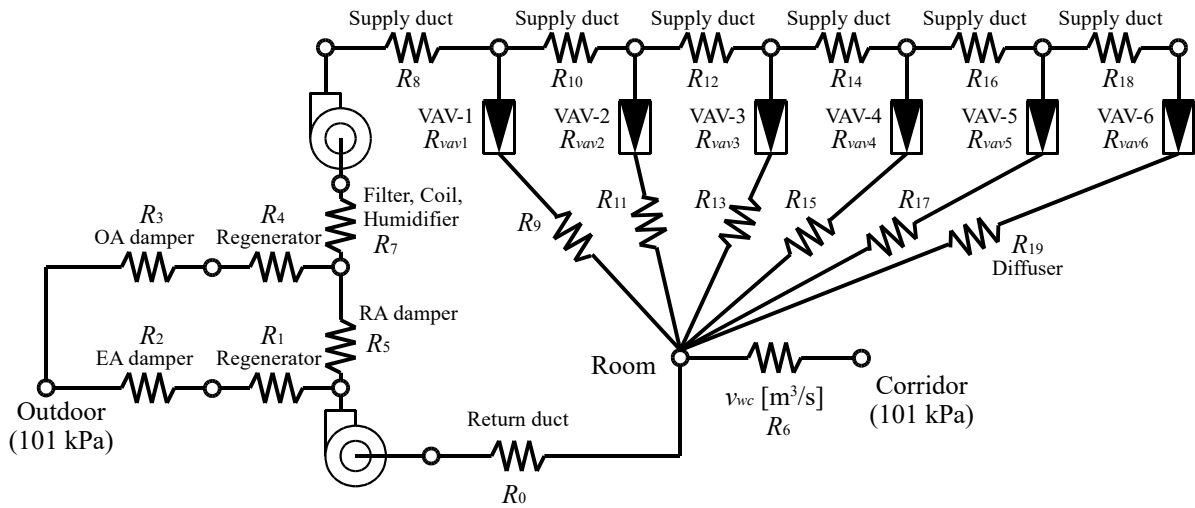 Supply duct Supply duct Supply duct Supply duct Supply duct Supply duct
R8 R10 R12 R14 R16 R18
VAV-1 VAV-2 VAV-3 VAV-4 VAV-5 VAV-6
Rvav1 Rvav2 Rvav3 Rvav4 Rvav5 Rvav6
Filter, Coil,
Humidifier
R7
R9 R11 R13 R15 R17 R19
Diffuser
R3 R4
OA damper Regenerator
RA damper
R5
R2 R1
EA damper Regenerator
Outdoor
(101 kPa)
Room
vwc [m³/s]
R6
Corridor
(101 kPa)
Return duct
R0